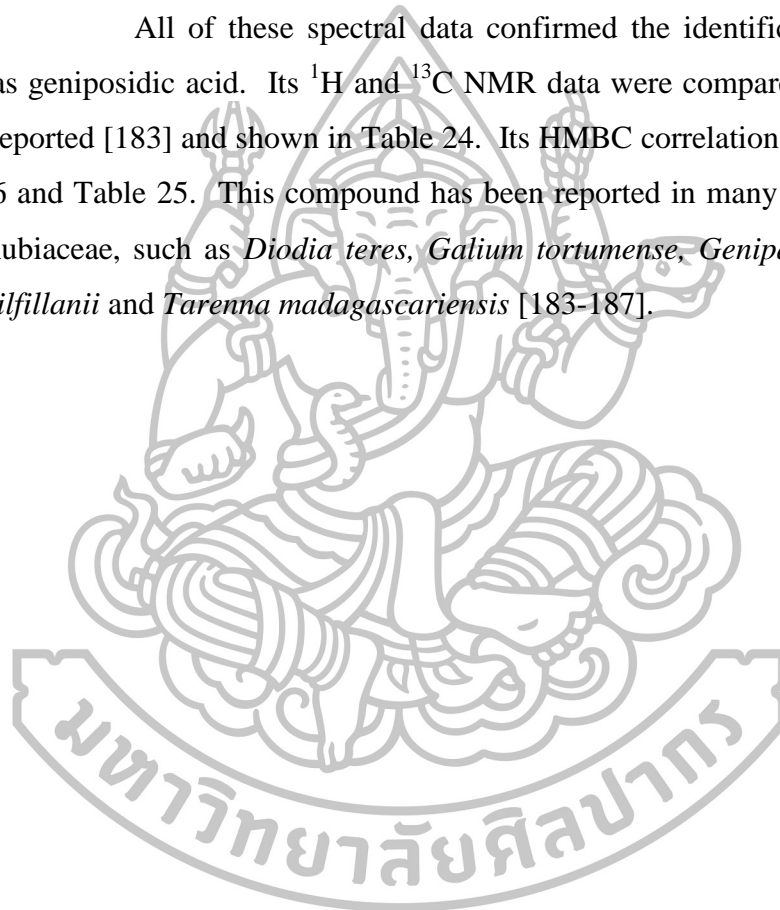 All of these spectral data confirmed the identific
as geniposidic acid. Its ¹H and ¹³C NMR data were compare
reported [183] and shown in Table 24. Its HMBC correlation
6 and Table 25. This compound has been reported in many
Rubiaceae, such as Diodia teres, Galium tortumense, Genipa
gilfillanii and Tarenna madagascariensis [183-187].
มหาวิทยาลัยศิลปากร